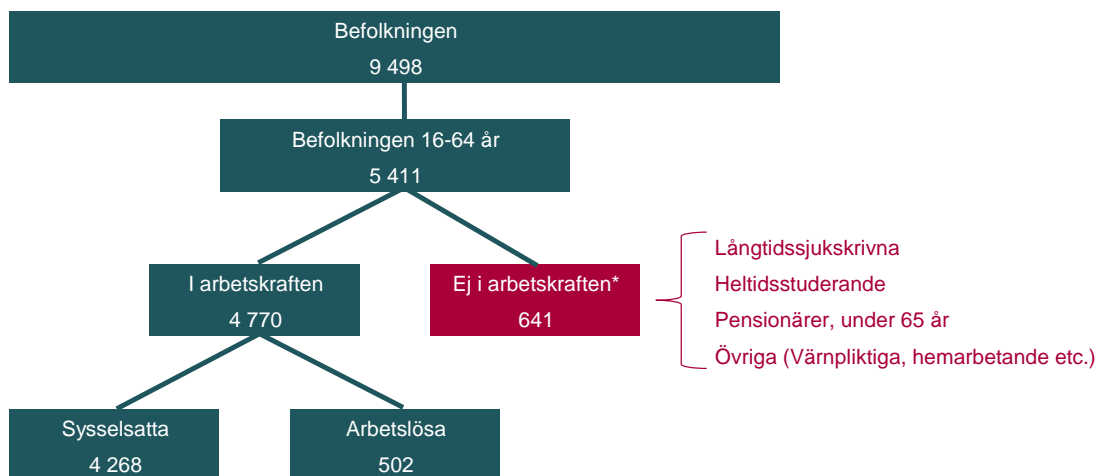 Befolkningen
9 498
Befolkningen 16-64 år
5 411
I arbetskraften
4 770
Ej i arbetskraften*
641
Långtidssjukskrivna
Heltidsstuderande
Pensionärer, under 65 år
Övriga (Värnpliktiga, hemarbetande etc.)
Sysselsatta
4 268
Arbetslösa
502